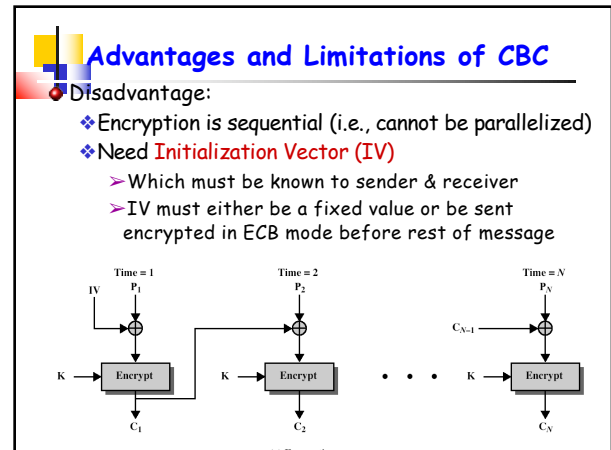 Advantages and Limitations of CBC
Disadvantage:
Encryption is sequential (i.e., cannot be parallelized)
Need Initialization Vector (IV)
Which must be known to sender & receiver
IV must either be a fixed value or be sent
encrypted in ECB mode before rest of message
Time = 1 Time = 2 Time = N
IV P1 P2 PN
CN–1
K Encrypt K Encrypt • • • K Encrypt
C1 C2 CN